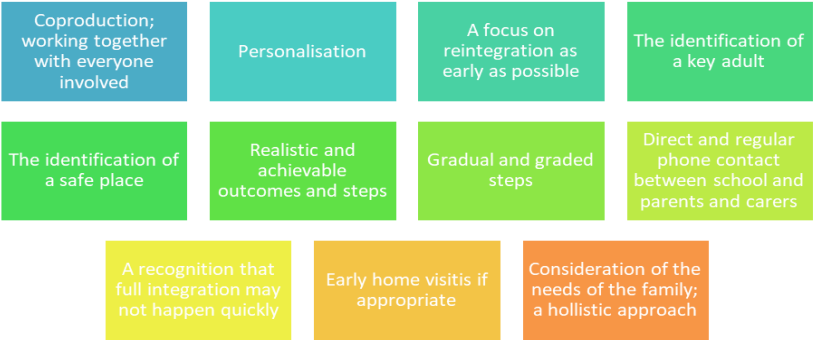 Coproduction;
working together
with everyone
involved
Personalisation
A focus on
reintegration as
early as possible
The identification of
a key adult
The identification of
a safe place
Realistic and
achievable
outcomes and steps
Gradual and graded
steps
Direct and regular
phone contact
between school and
parents and carers
A recognition that
full integration may
not happen quickly
Early home visitis if
appropriate
Consideration of the
needs of the family;
a hollistic approach